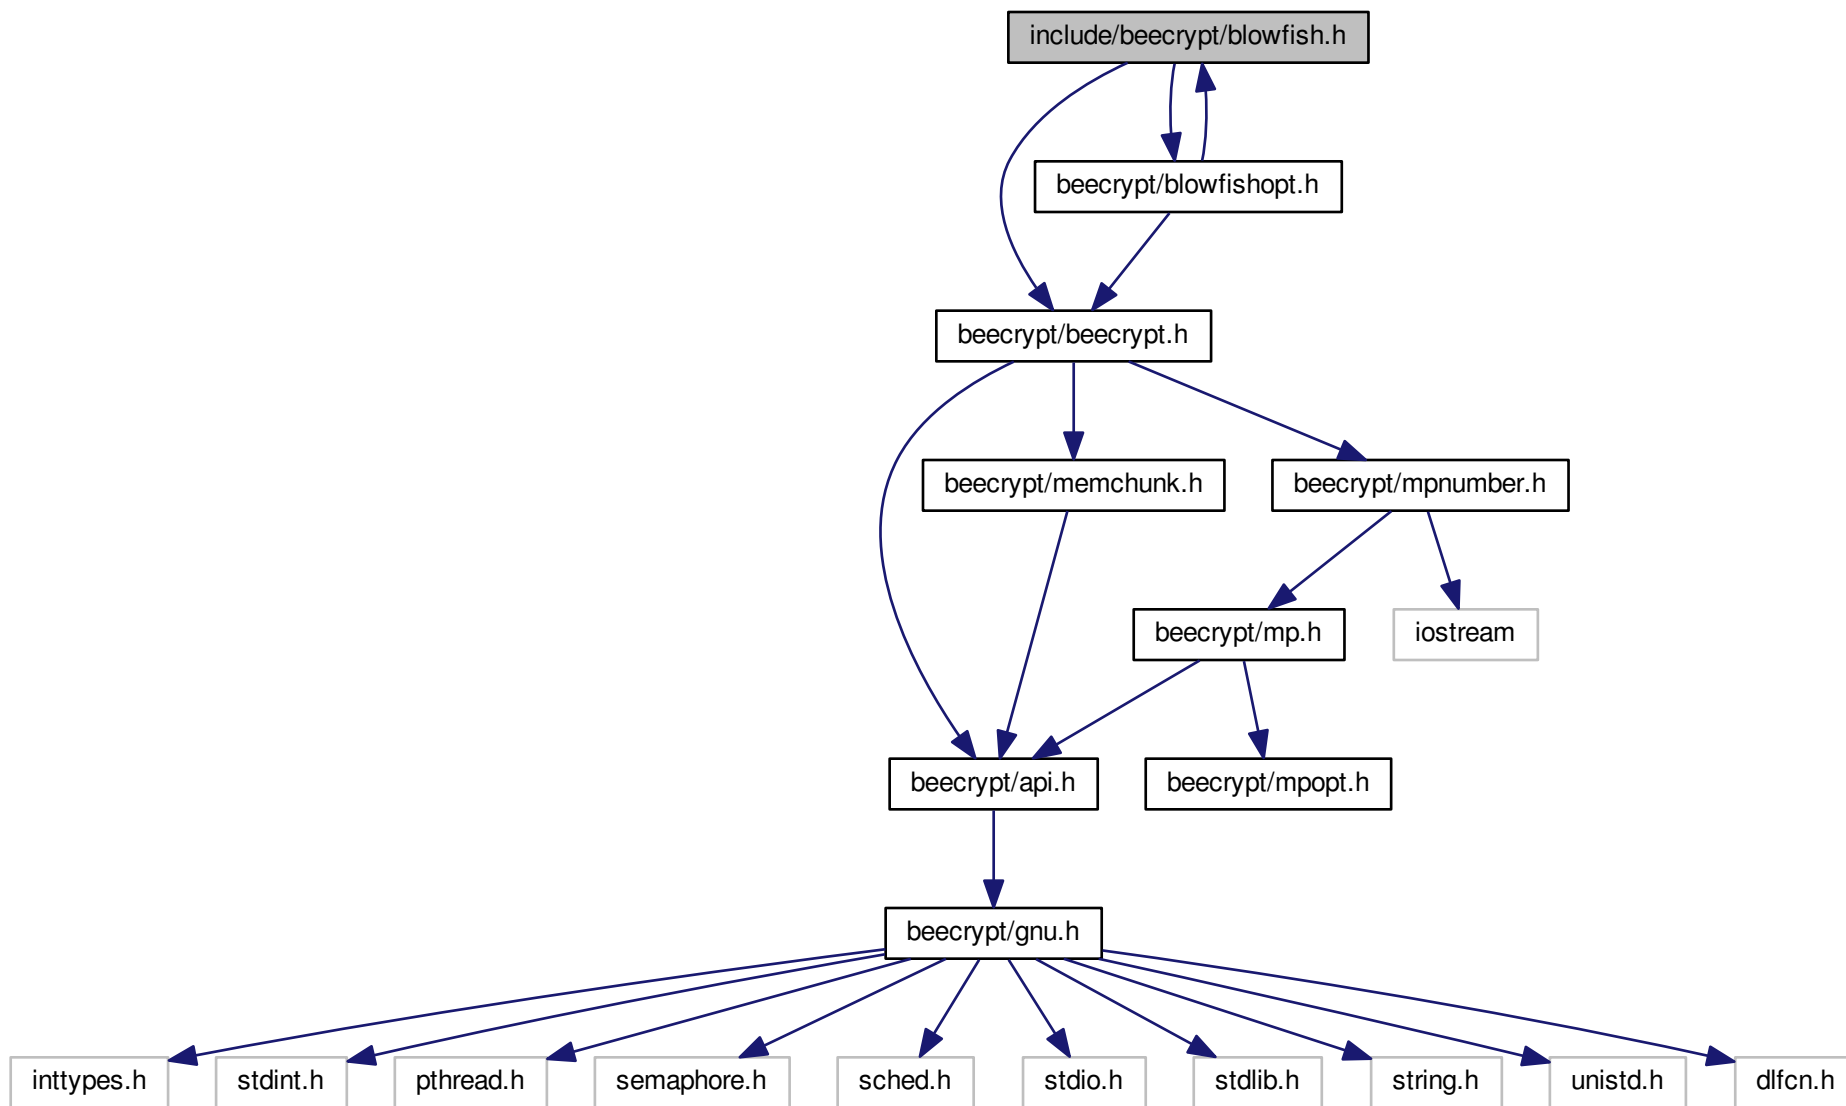 include/beecrypt/blowfish.h
beecrypt/blowfishopt.h
beecrypt/beecrypt.h
beecrypt/memchunk.h
beecrypt/mpnumber.h
beecrypt/mp.h
iostream
beecrypt/api.h
beecrypt/mpopt.h
beecrypt/gnu.h
inttypes.h
stdint.h
pthread.h
semaphore.h
sched.h
stdio.h
stdlib.h
string.h
unistd.h
dlfcn.h